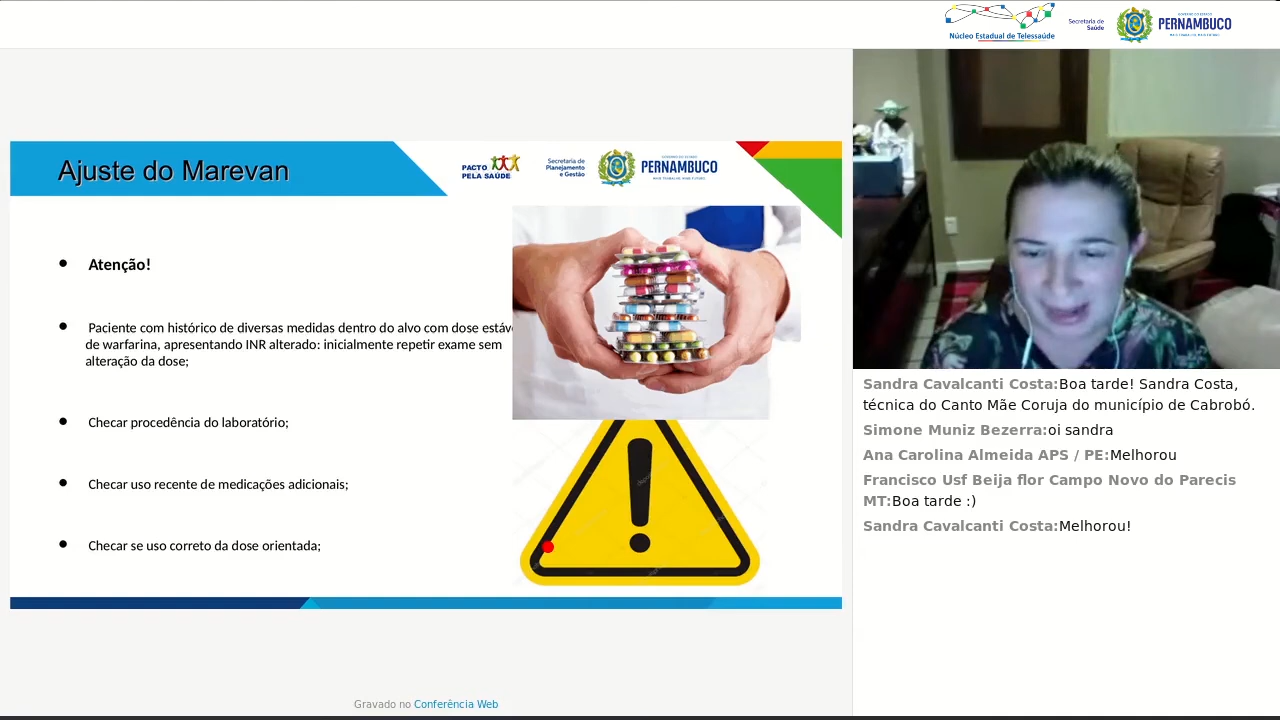 Núcleo Estadual de Telessaúde
Secretaria de
Saúde
PERNAMBUCO
Ajuste do Marevan
PACTO
PELA SAÚDE
Secretaria de
Planejamento
e Gestão
PERNAMBUCO
• Atenção!
• Paciente com histórico de diversas medidas dentro do alvo com dose estáv
de warfarina, apresentando INR alterado: inicialmente repetir exame sem
alteração da dose;
• Checar procedência do laboratório;
• Checar uso recente de medicações adicionais;
• Checar se uso correto da dose orientada;
Sandra Cavalcanti Costa:Boa tarde! Sandra Costa,
técnica do Canto Mãe Coruja do município de Cabrobó.
Simone Muniz Bezerra:oi sandra
Ana Carolina Almeida APS / PE:Melhorou
Francisco Usf Beija flor Campo Novo do Parecis
MT:Boa tarde :)
Sandra Cavalcanti Costa:Melhorou!
Gravado no Conferência Web